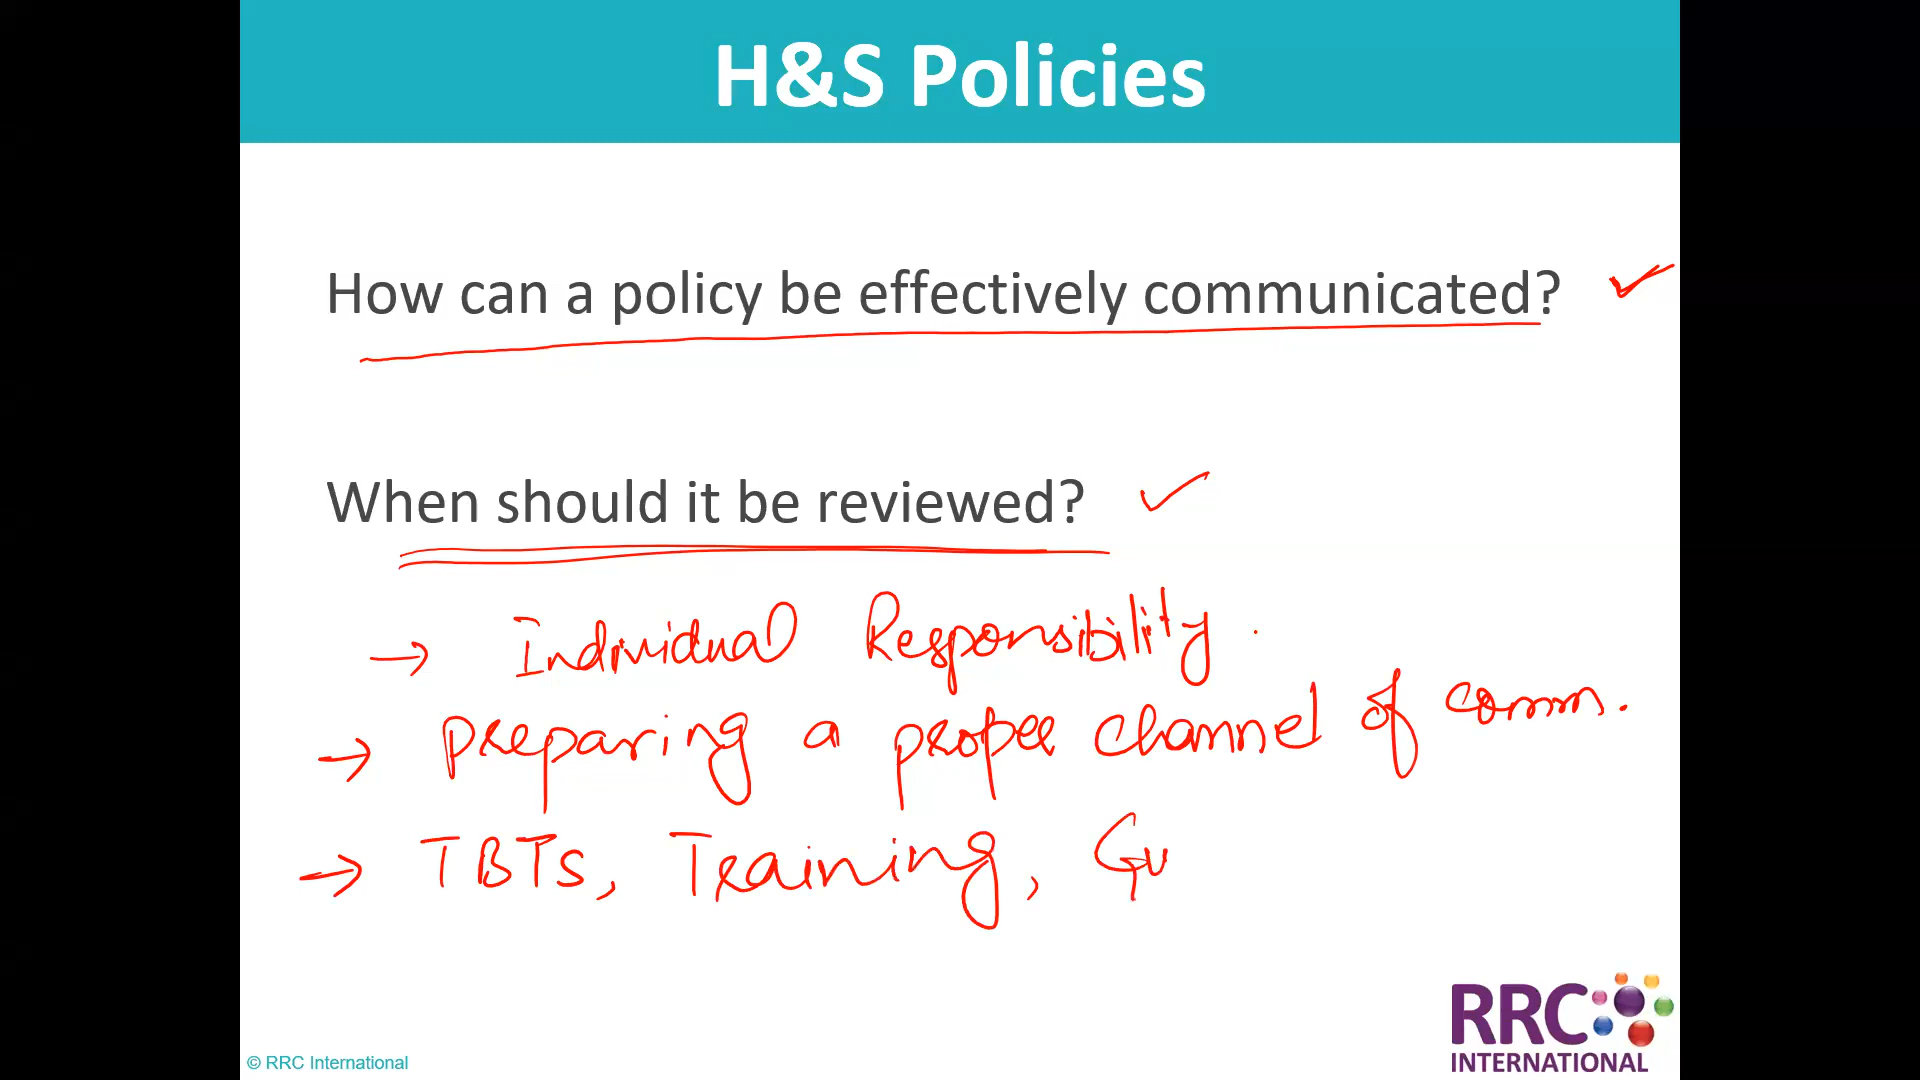 H&S Policies
How can a policy be effectively communicated?
When should it be reviewed?
→ Individual Responsibility.
→ preparing a proper channel of comm.
→ TBTs, Training, Gu
© RRC International
RRC
INTERNATIONAL